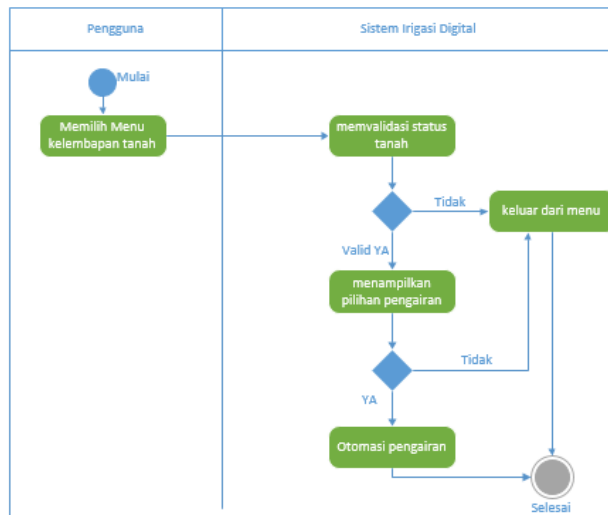 Pengguna
Sistem Irigasi Digital
Mulai
Memilih Menu
kelembapan tanah
memvalidasi status
tanah
Tidak
keluar dari menu
Valid YA
menampilkan
pilihan pengairan
Tidak
YA
Otomasi pengairan
Selesai